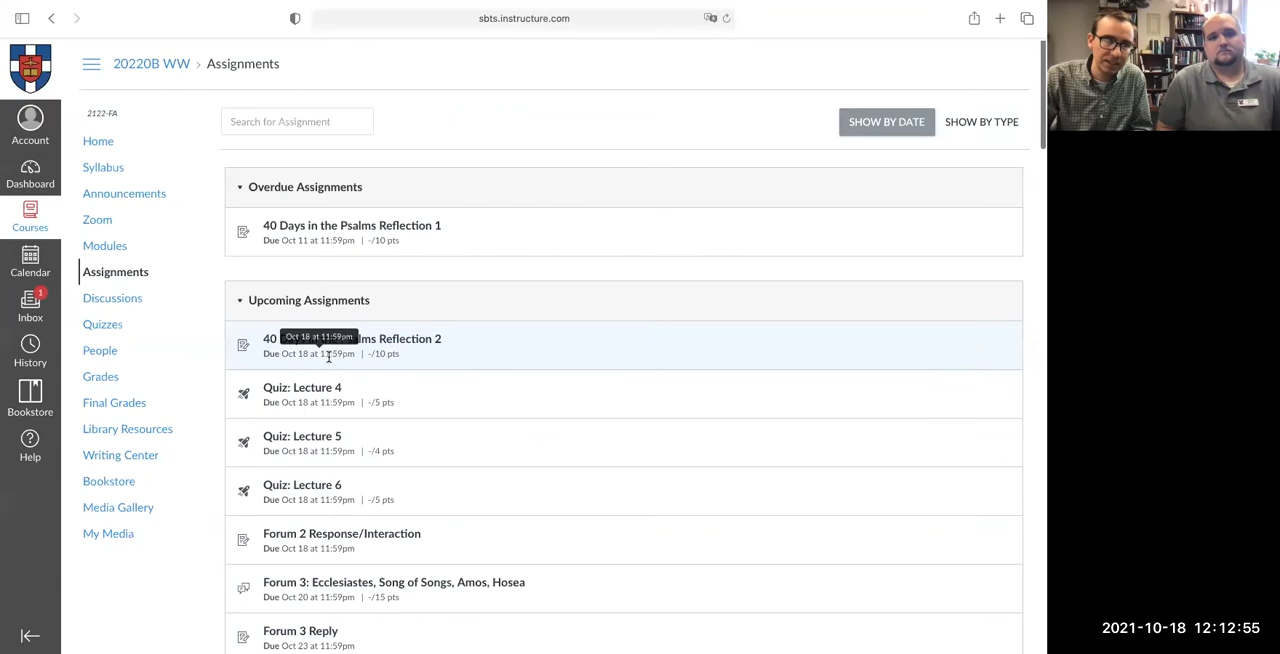 sbts.instructure.com
20220B WW > Assignments
2122-FA
Search for Assignment
SHOW BY DATE
SHOW BY TYPE
Account
Dashboard
Courses
Calendar
1
Inbox
History
Bookstore
Help
Home
Syllabus
Announcements
Zoom
Modules
Assignments
Discussions
Quizzes
People
Grades
Final Grades
Library Resources
Writing Center
Bookstore
Media Gallery
My Media
Overdue Assignments
40 Days in the Psalms Reflection 1
Due Oct 11 at 11:59pm | -/10 pts
Upcoming Assignments
Oct 18 at 11:59pm
40 lms Reflection 2
Due Oct 18 at 11:59pm | -/10 pts
Quiz: Lecture 4
Due Oct 18 at 11:59pm | -/5 pts
Quiz: Lecture 5
Due Oct 18 at 11:59pm | -/4 pts
Quiz: Lecture 6
Due Oct 18 at 11:59pm | -/5 pts
Forum 2 Response/Interaction
Due Oct 18 at 11:59pm
Forum 3: Ecclesiastes, Song of Songs, Amos, Hosea
Due Oct 20 at 11:59pm | -/15 pts
Forum 3 Reply
Due Oct 23 at 11:59pm
2021-10-18 12:12:55